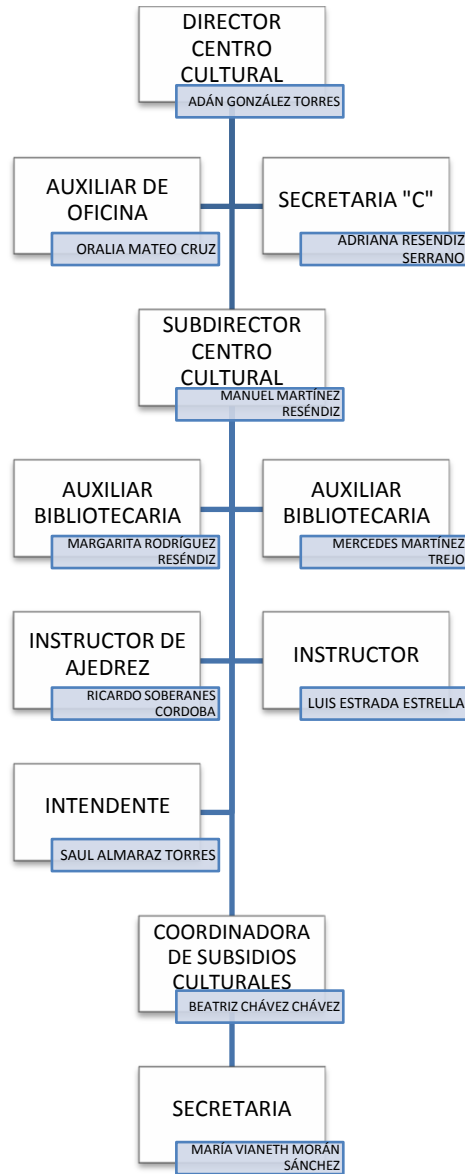 DIRECTOR
CENTRO
CULTURAL
ADÁN GONZÁLEZ TORRES
AUXILIAR DE
OFICINA
ORALIA MATEO CRUZ
SECRETARIA "C"
ADRIANA RESENDIZ
SERRANO
SUBDIRECTOR
CENTRO
CULTURAL
MANUEL MARTÍNEZ
RESÉNDIZ
AUXILIAR
BIBLIOTECARIA
MARGARITA RODRÍGUEZ
RESÉNDIZ
AUXILIAR
BIBLIOTECARIA
MERCEDES MARTÍNEZ
TREJO
INSTRUCTOR DE
AJEDREZ
RICARDO SOBERANES
CORDOBA
INSTRUCTOR
LUIS ESTRADA ESTRELLA
INTENDENTE
SAUL ALMARAZ TORRES
COORDINADORA
DE SUBSIDIOS
CULTURALES
BEATRIZ CHÁVEZ CHÁVEZ
SECRETARIA
MARÍA VIANETH MORÁN
SÁNCHEZ